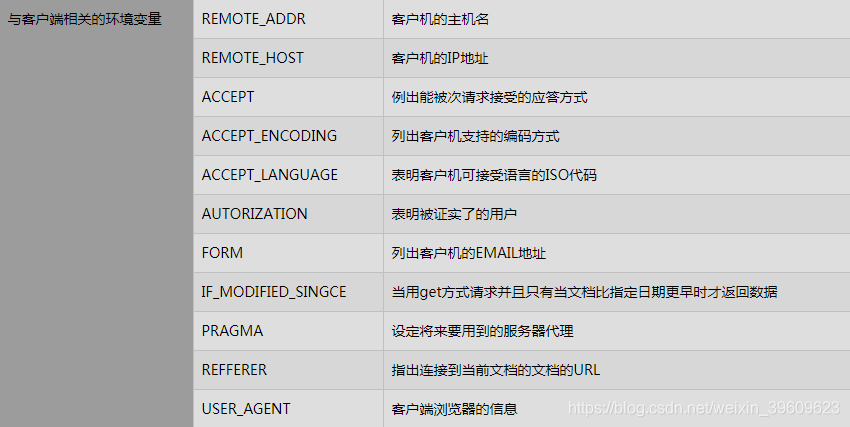 与客户端相关的环境变量
REMOTE_ADDR 客户机的主机名
REMOTE_HOST 客户机的IP地址
ACCEPT 例出能被次请求接受的应答方式
ACCEPT_ENCODING 列出客户机支持的编码方式
ACCEPT_LANGUAGE 表明客户机可接受语言的ISO代码
AUTORIZATION 表明被证实了的用户
FORM 列出客户机的EMAIL地址
IF_MODIFIED_SINGCE 当用get方式请求并且只有当文档比指定日期更早时才返回数据
PRAGMA 设定将来要用到的服务器代理
REFFERER 指出连接到当前文档的文档的URL
USER_AGENT 客户端浏览器的信息
https://blog.csdn.net/weixin_39609623